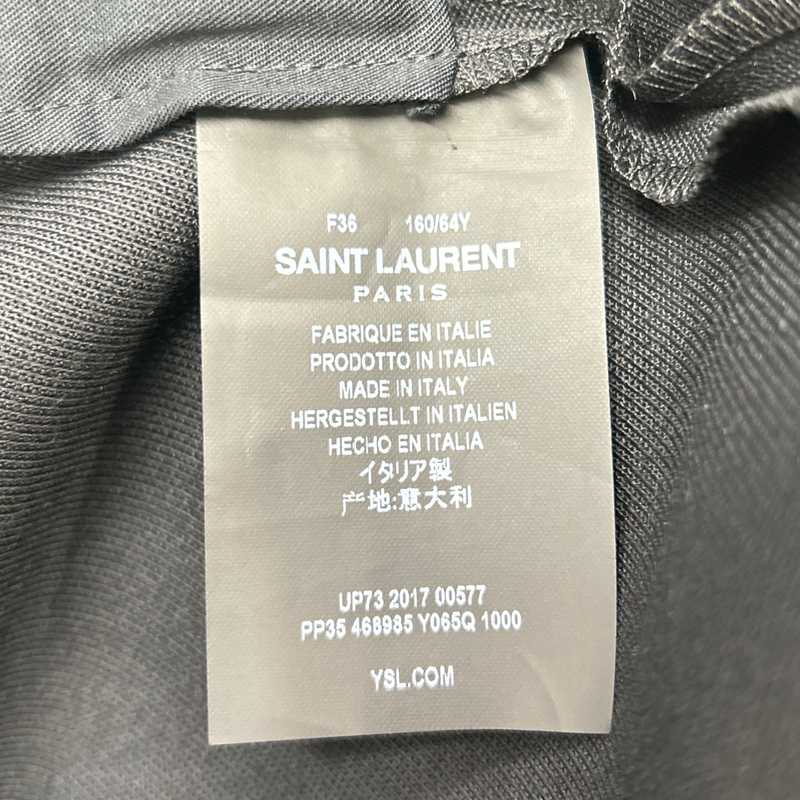 F36 160/64Y
SAINT LAURENT
PARIS
FABRIQUE EN ITALIE
PRODOTTO IN ITALIA
MADE IN ITALY
HERGESTELLT IN ITALIEN
HECHO EN ITALIA
イタリア製
产地:意大利
UP73 2017 00577
PP35 468985 Y065Q 1000
YSL.COM